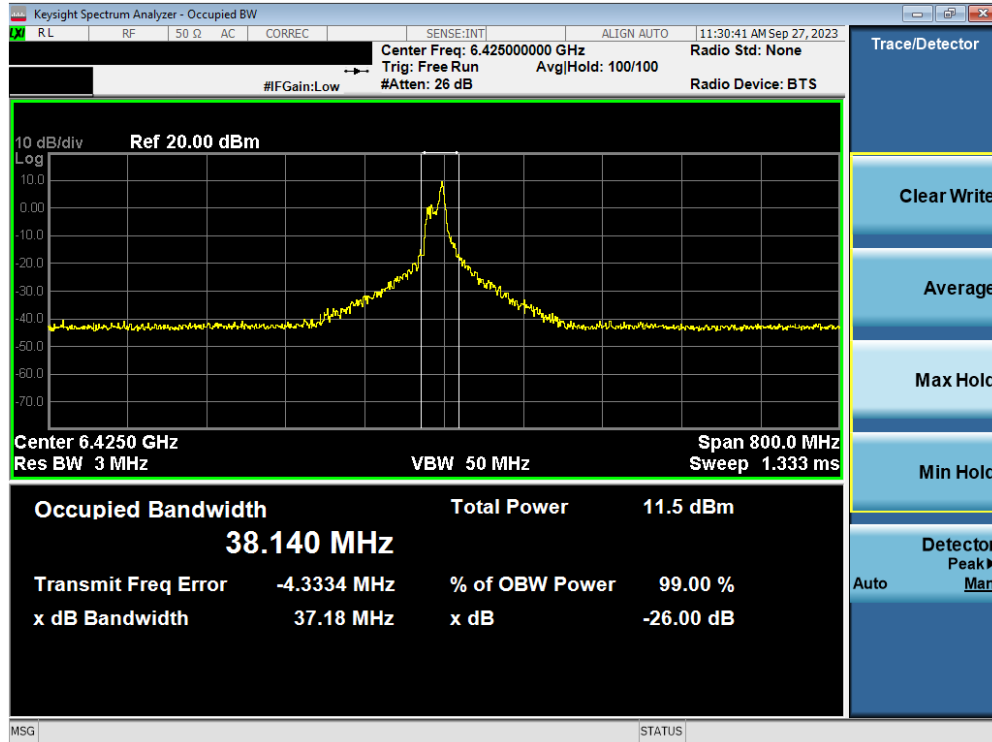 Keysight Spectrum Analyzer - Occupied BW
LXI RL RF 50 Ω AC CORREC SENSE:INT ALIGN AUTO 11:30:41 AM Sep 27, 2023
Center Freq: 6.425000000 GHz Radio Std: None
Trig: Free Run Avg|Hold: 100/100
#IFGain:Low #Atten: 26 dB Radio Device: BTS
10 dB/div Ref 20.00 dBm
Log
10.0
0.00
-10.0
-20.0
-30.0
-40.0
-50.0
-60.0
-70.0
Center 6.4250 GHz Span 800.0 MHz
Res BW 3 MHz VBW 50 MHz Sweep 1.333 ms
Occupied Bandwidth Total Power 11.5 dBm
38.140 MHz
Transmit Freq Error -4.3334 MHz % of OBW Power 99.00 %
x dB Bandwidth 37.18 MHz x dB -26.00 dB
MSG STATUS
Trace/Detector
Clear Write
Average
Max Hold
Min Hold
Detector
Peak
Auto Man